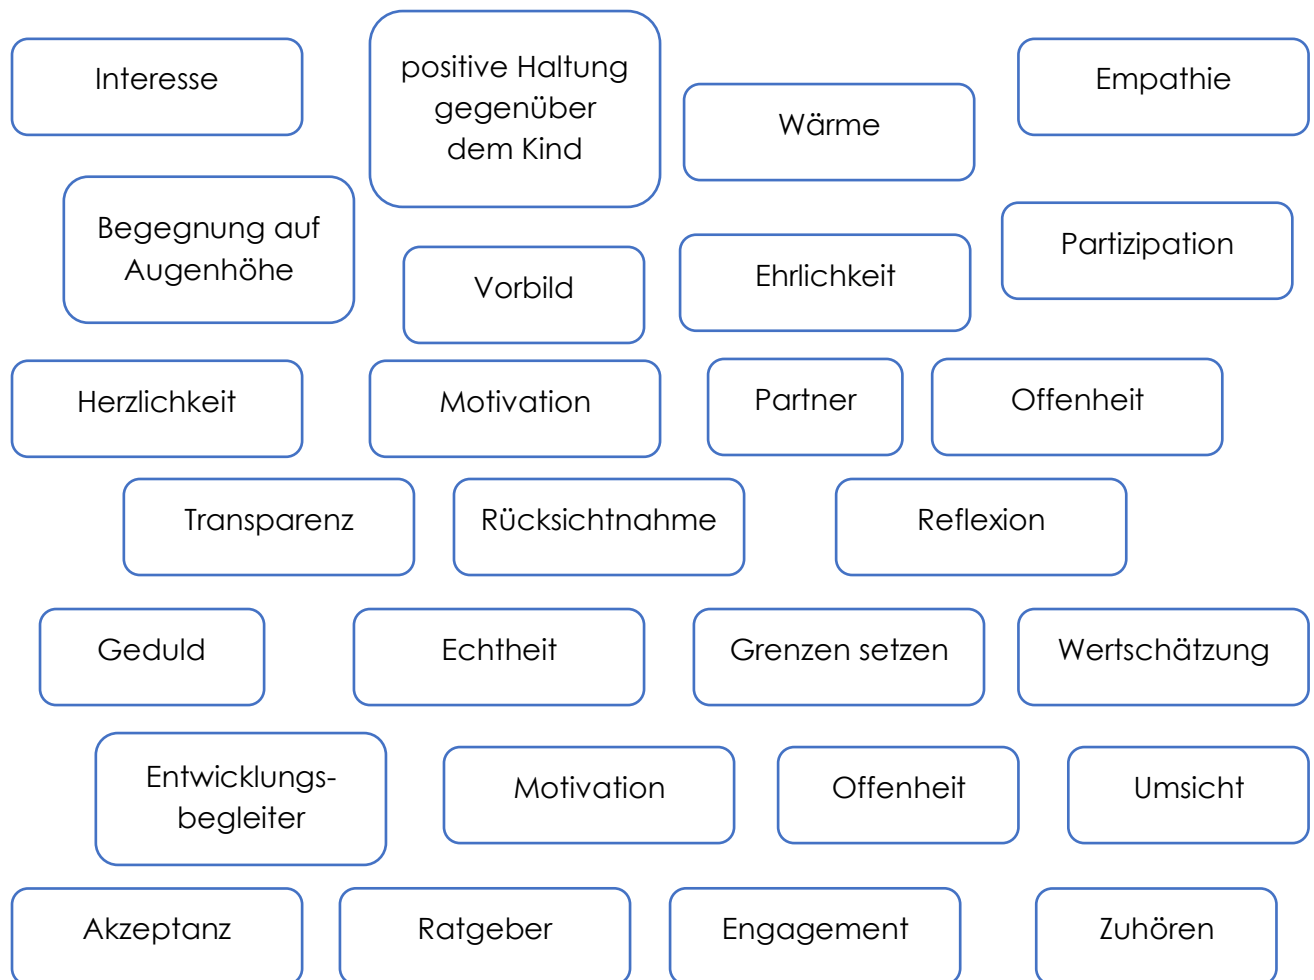 Interesse
positive Haltung
gegenüber
dem Kind
Wärme
Empathie
Begegnung auf
Augenhöhe
Vorbild
Ehrlichkeit
Partizipation
Herzlichkeit
Motivation
Partner
Offenheit
Transparenz
Rücksichtnahme
Reflexion
Geduld
Echtheit
Grenzen setzen
Wertschätzung
Entwicklungs-
begleiter
Motivation
Offenheit
Umsicht
Akzeptanz
Ratgeber
Engagement
Zuhören